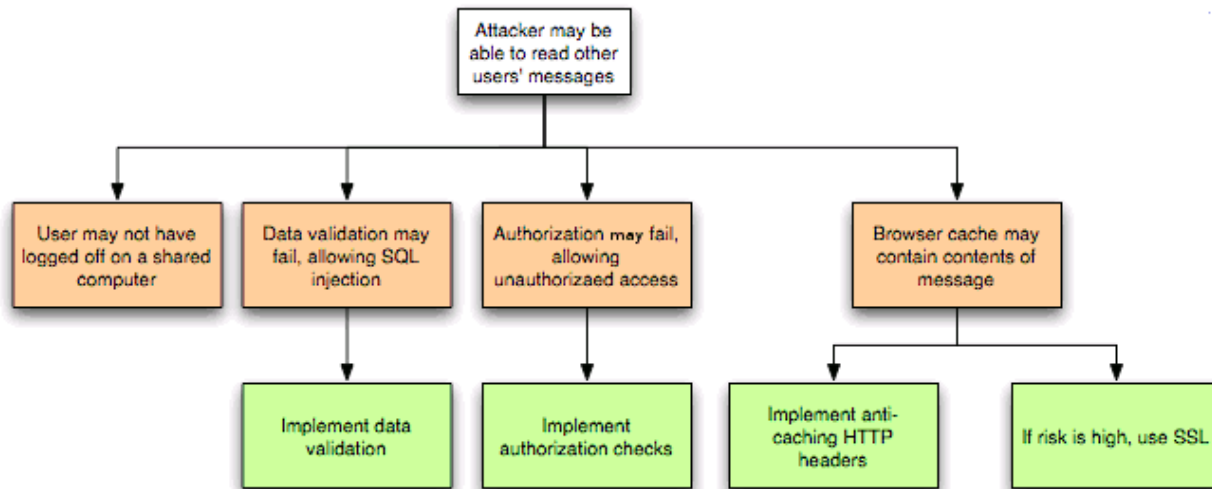 Attacker may be
able to read other
users' messages
User may not have
logged off on a shared
computer
Data validation may
fail, allowing SQL
injection
Authorization may fail,
allowing
unauthorizaed access
Browser cache may
contain contents of
message
Implement data
validation
Implement
authorization checks
Implement anti-
caching HTTP
headers
If risk is high, use SSL